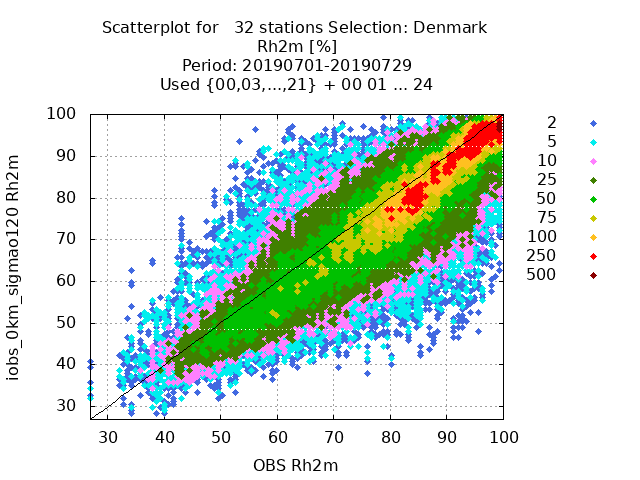 Scatterplot for   32 stations Selection: Denmark
Rh2m [%]
Period: 20190701-20190729
Used {00,03,...,21} + 00 01 ... 24
iobs_0km_sigmao120 Rh2m
100
90
80
70
60
50
40
30
30 40 50 60 70 80 90 100
OBS Rh2m
2
5
10
25
50
75
100
250
500